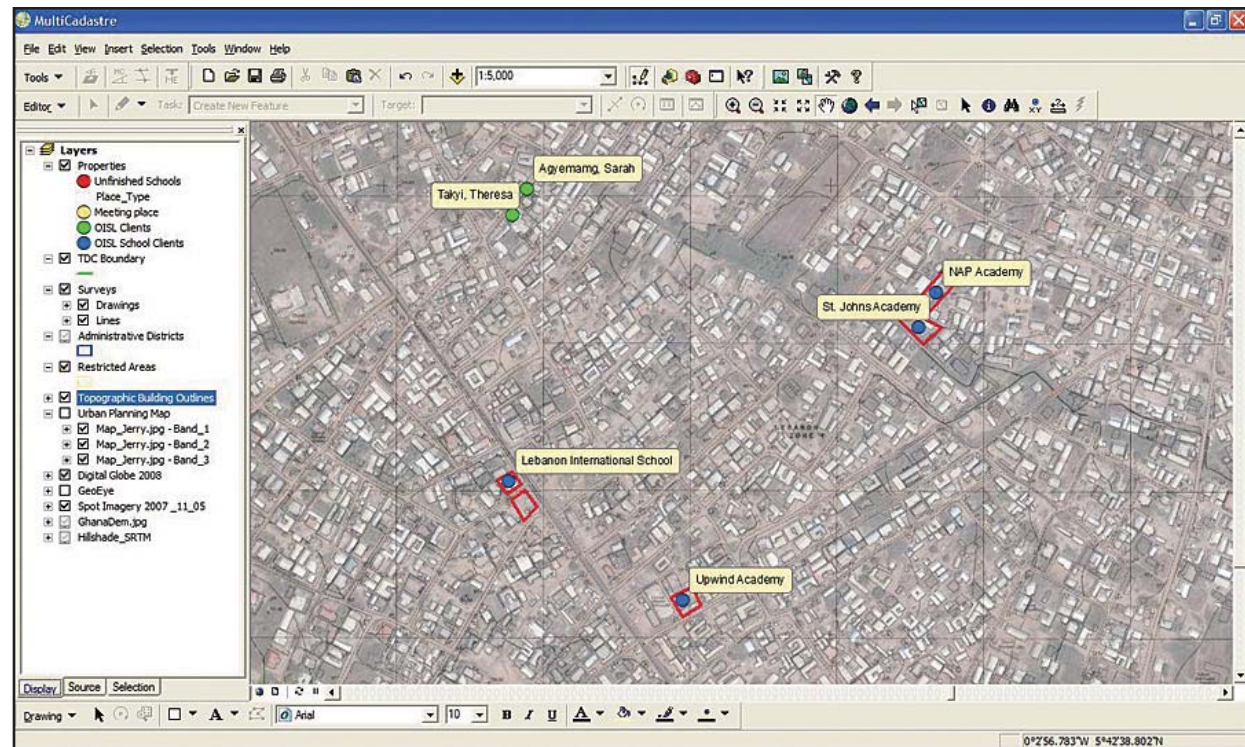 MultiCadastre
File Edit View Insert Selection Tools Window Help
Tools
1:5,000
Editor Task: Create New Feature Target:
Layers
Properties
Unfinished Schools
Place_Type
Meeting place
OISL Clients
OISL School Clients
TDC Boundary
Surveys
Drawings
Lines
Administrative Districts
Restricted Areas
Topographic Building Outlines
Urban Planning Map
Map_Jerry.jpg - Band_1
Map_Jerry.jpg - Band_2
Map_Jerry.jpg - Band_3
Digital Globe 2008
GeoEye
Spot Imagery 2007 _11_05
GhanaDem.jpg
Hillshade_SRTM
Display Source Selection
Agyemamg, Sarah
Takyi, Theresa
NAP Academy
St. Johns Academy
LEBANON
ZONE
Lebanon International School
Upwind Academy
Drawing A Arial 10 B I U A
0°2'56.783"W 5°42'38.802"N